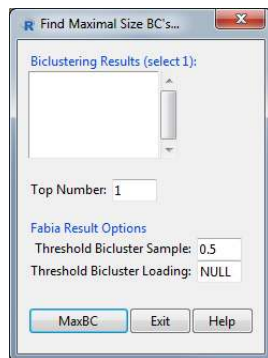 Find Maximal Size BC's...
Biclustering Results (select 1):
Top Number: 1
Fabia Result Options
Threshold Bicluster Sample: 0.5
Threshold Bicluster Loading: NULL
MaxBC Exit Help